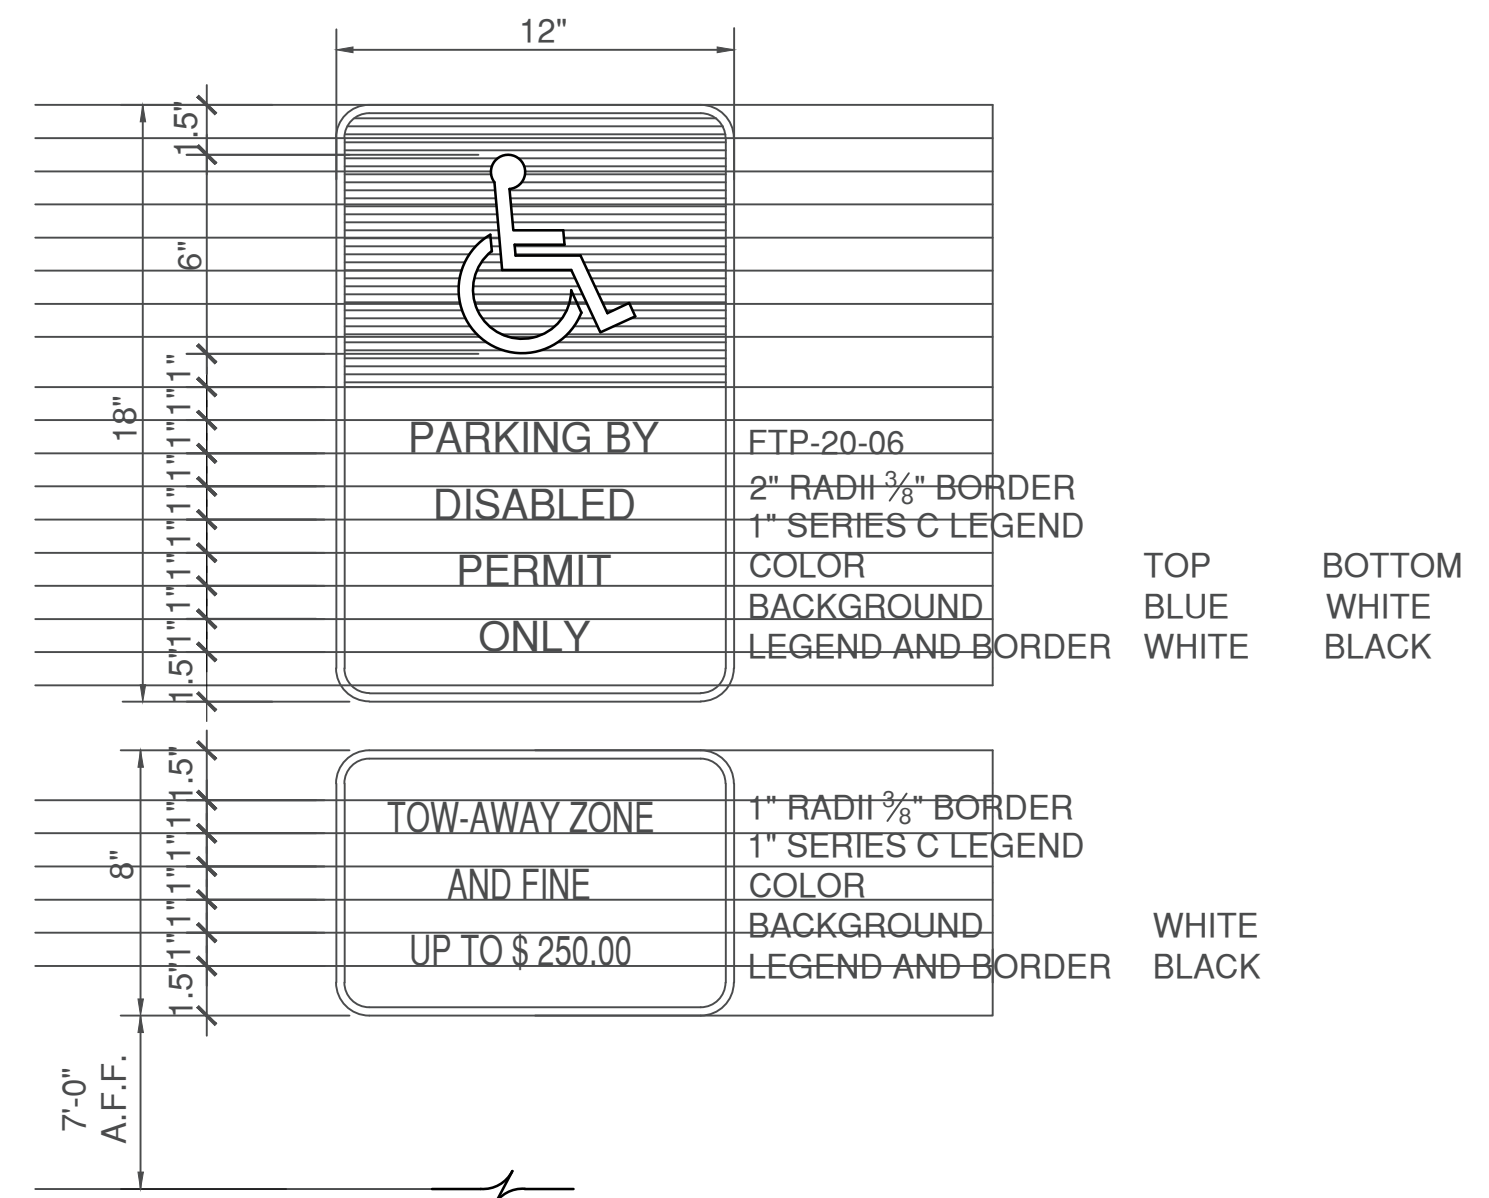 12"
1.5"
6"
1"
18"
1"
1"
1"
1"
1"
1"
1"
1"
1.5"
PARKING BY
DISABLED
PERMIT
ONLY
FTP-20-06
2" RADII ⅜" BORDER
1" SERIES C LEGEND
COLOR TOP BOTTOM
BACKGROUND BLUE WHITE
LEGEND AND BORDER WHITE BLACK
1.5"
1"
1"
8"
1"
1"
1"
1.5"
TOW-AWAY ZONE
AND FINE
UP TO $ 250.00
1" RADII ⅜" BORDER
1" SERIES C LEGEND
COLOR
BACKGROUND WHITE
LEGEND AND BORDER BLACK
7'-0"
A.F.F.